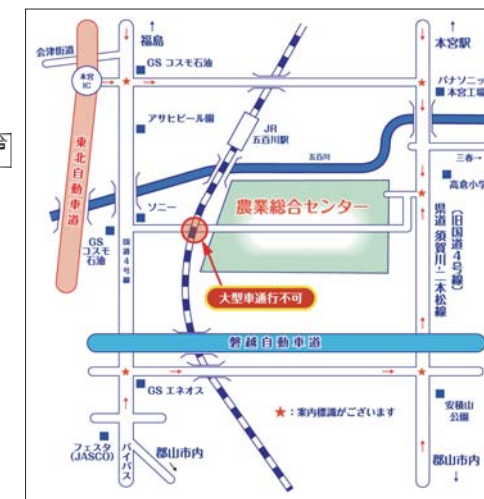 会津街道
福島
GS コスモ石油
本宮駅
本宮
IC
パナソニック
本宮工場
アサヒビール園
JR
五百川駅
五百川
三春→
高倉小学
東北自動車道
ソニー
農業総合センター
GS
コスモ
石油
国道4号線
大型車通行不可
(旧国道4号線)
県道 須賀川・二本松線
磐越自動車道
GS エネオス
★:案内標識がございます
安積山
公園
フェスタ
(JASCO)
バイパス
郡山市内
郡山市内